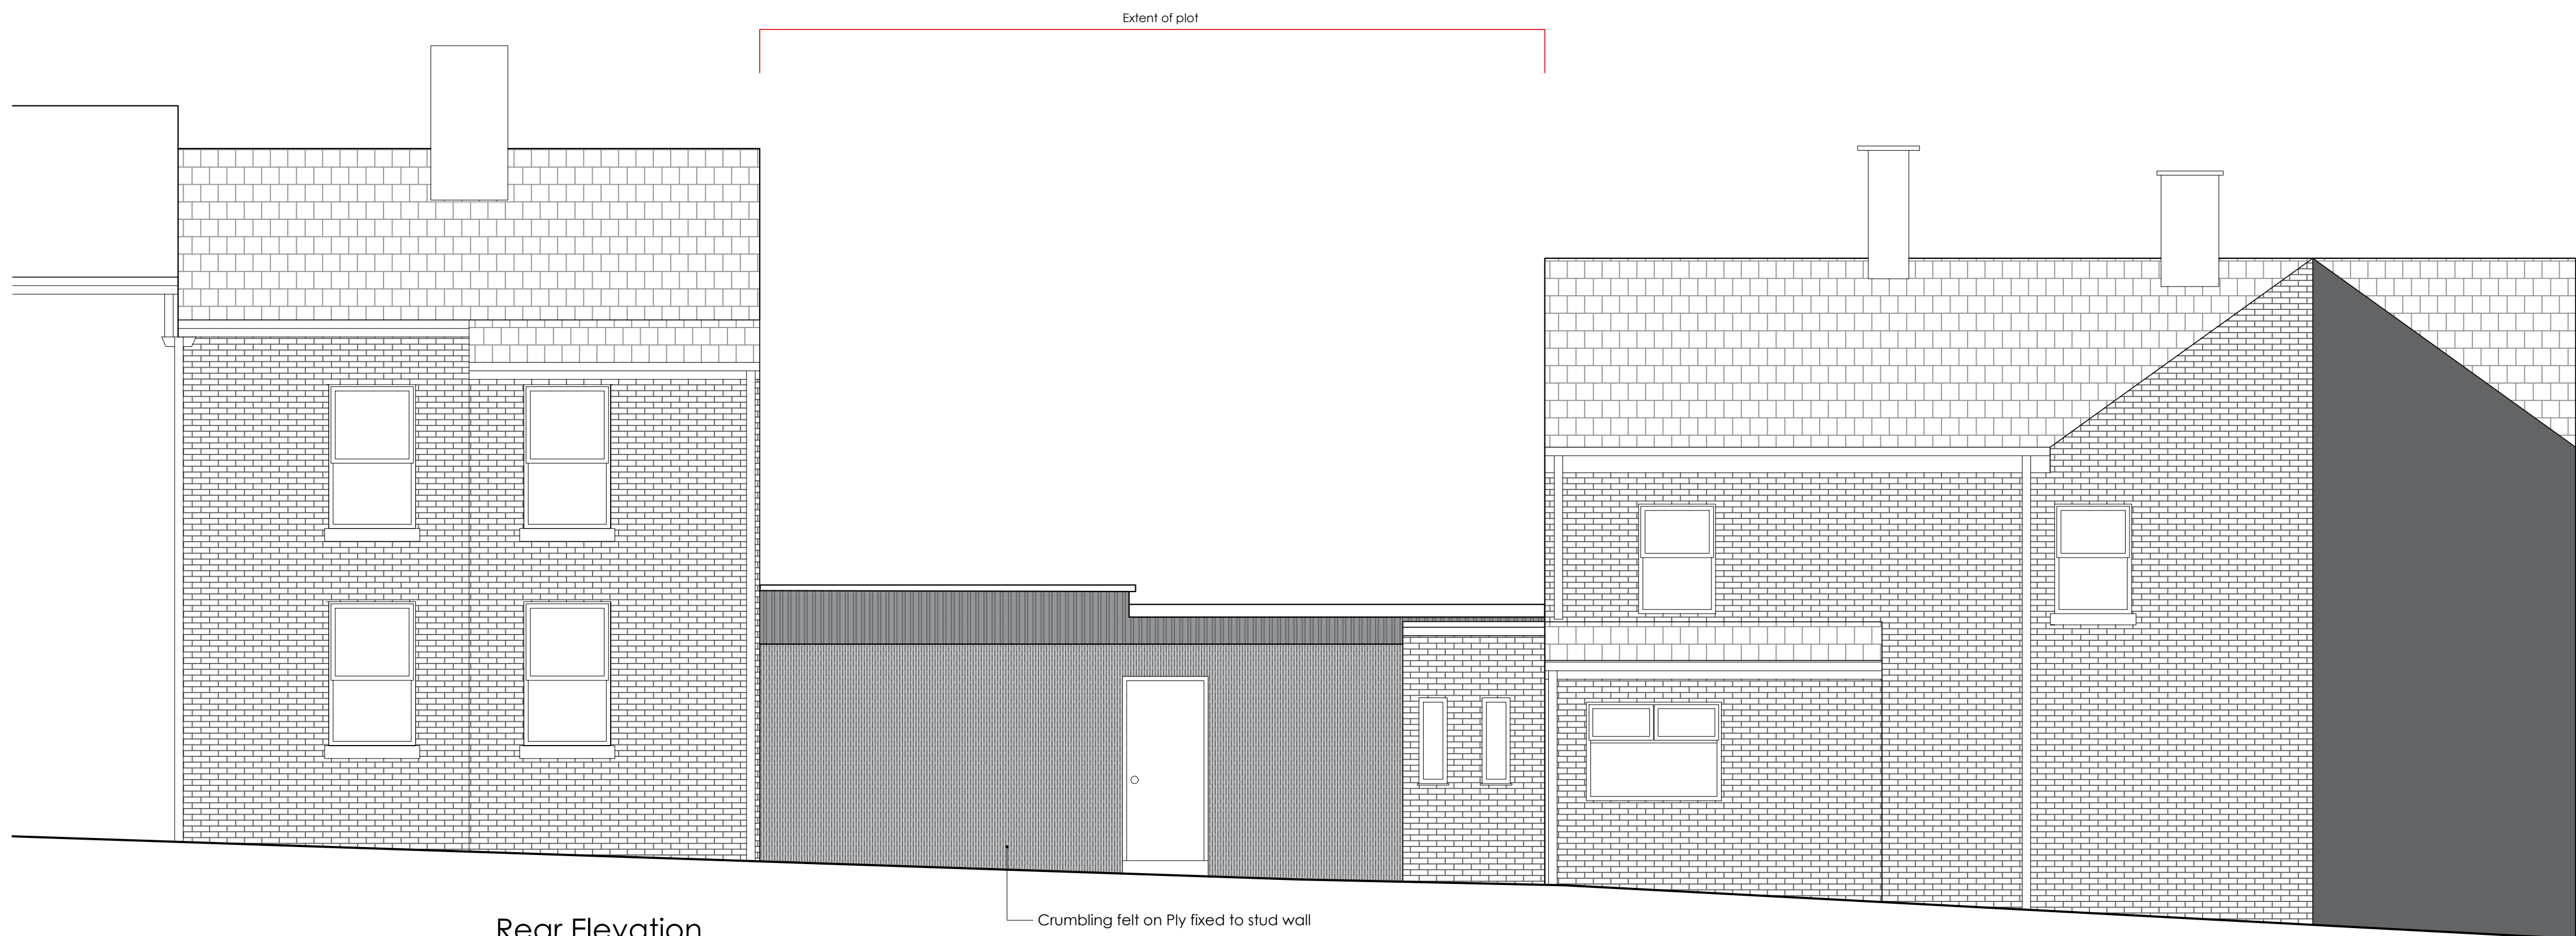 Extent of plot
Crumbling felt on Ply fixed to stud wall
Rear Elevation